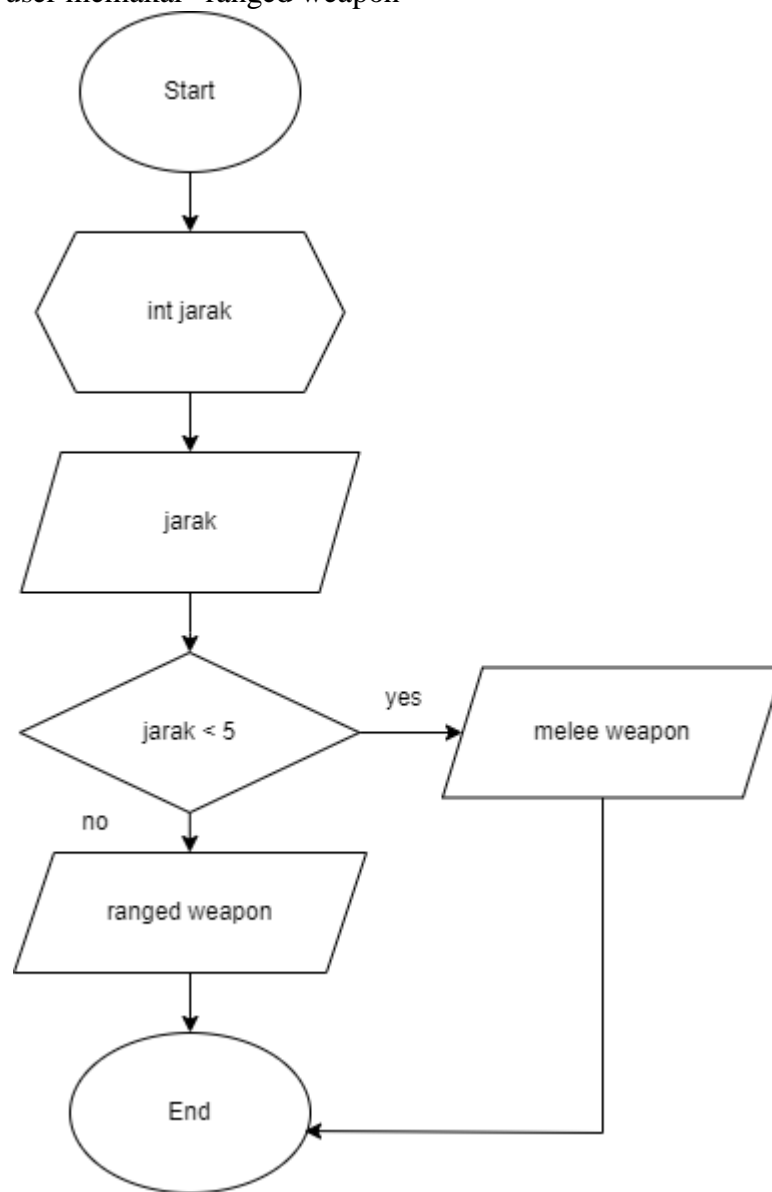 user memakai "ranged weapon"
Start
int jarak
jarak
jarak < 5
yes
melee weapon
no
ranged weapon
End